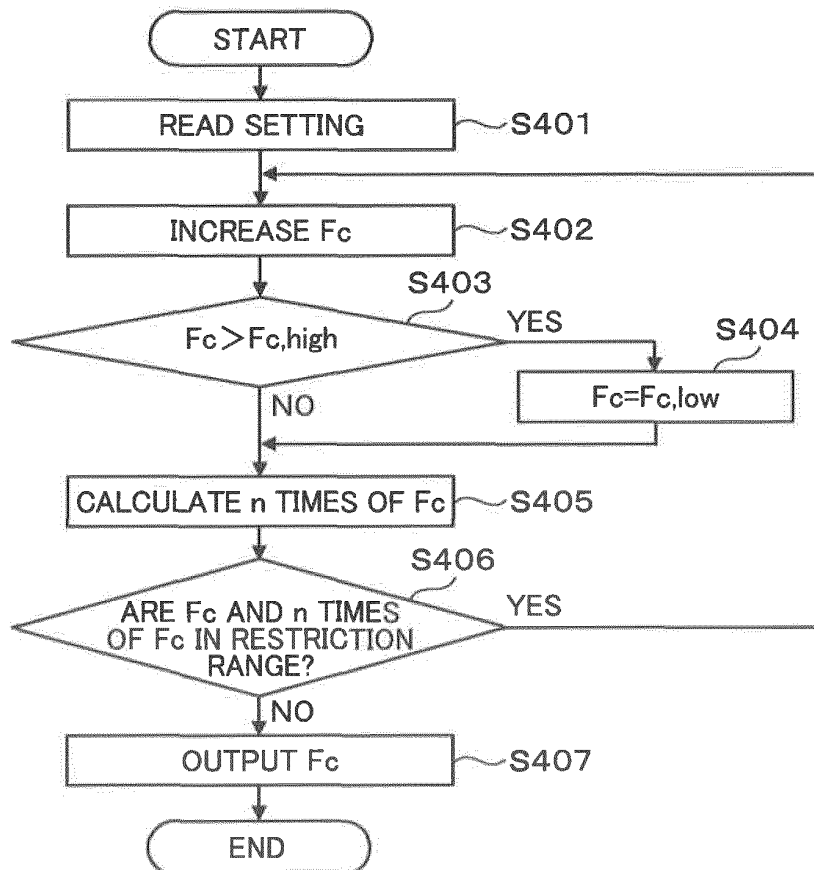 START
READ SETTING
S401
INCREASE Fc
S402
S403
Fc>Fc,high
YES
S404
Fc=Fc,low
NO
CALCULATE n TIMES OF Fc
S405
S406
ARE Fc AND n TIMES
OF Fc IN RESTRICTION
RANGE?
YES
NO
OUTPUT Fc
S407
END